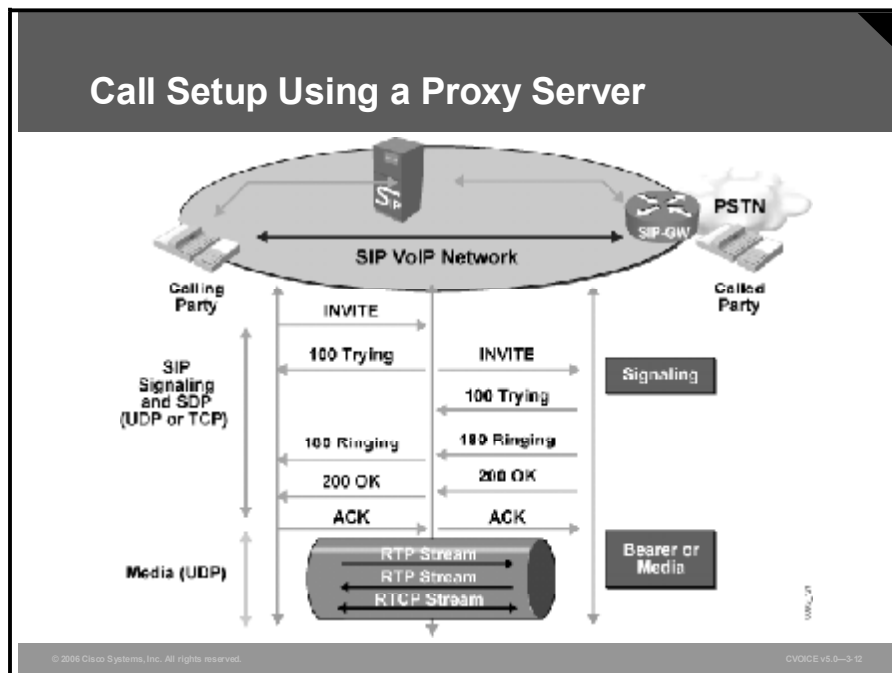 Call Setup Using a Proxy Server
SIP
PSTN
SIP-GW
SIP VoIP Network
Calling
Party
Called
Party
INVITE
100 Trying
INVITE
SIP
Signaling
and SDP
(UDP or TCP)
Signaling
100 Trying
180 Ringing
180 Ringing
200 OK
200 OK
ACK
ACK
RTP Stream
Media (UDP)
Bearer or
Media
RTP Stream
RTCP Stream
© 2006 Cisco Systems, Inc. All rights reserved.
CVOICE v5.0—3-12